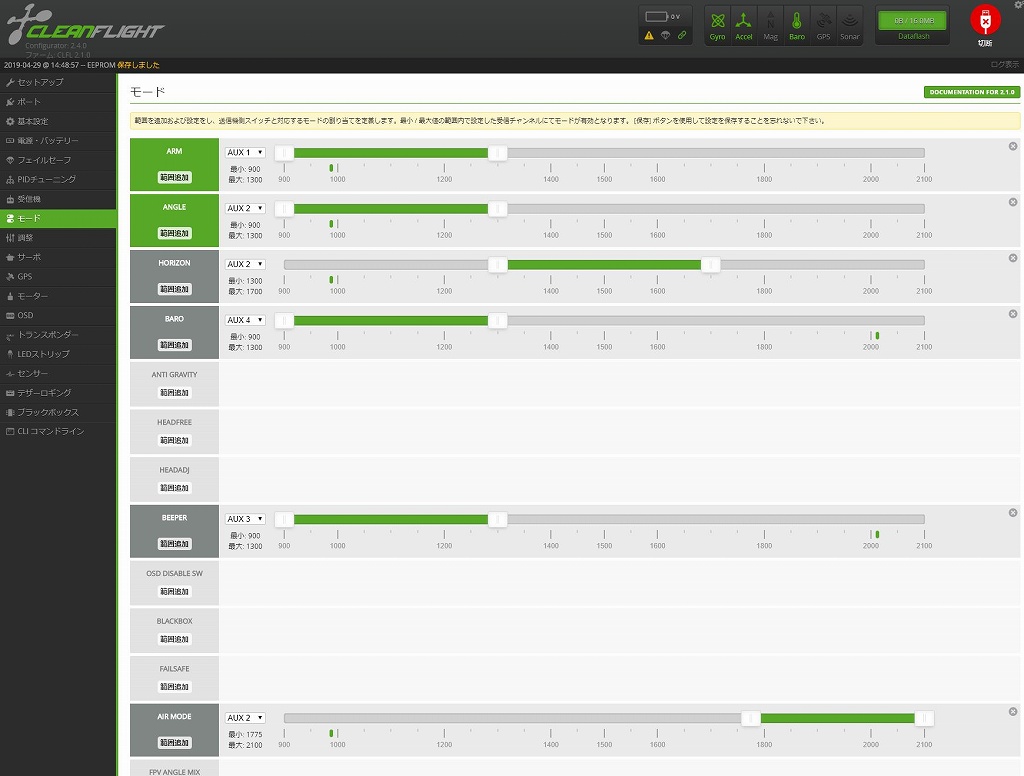 CLEANFLIGHT
Configurator: 2.4.0
ファーム: CLFL 2.1.0
0 V
Gyro
Accel
Mag
Baro
GPS
Sonar
0B / 16.0MB
Dataflash
切断
2019-04-29 @ 14:48:57 -- EEPROM 保存しました
ログ表示
セットアップ
ポート
基本設定
電源・バッテリー
フェイルセーフ
PIDチューニング
受信機
モード
調整
サーボ
GPS
モーター
OSD
トランスポンダー
LEDストリップ
センサー
テザーロギング
ブラックボックス
CLI コマンドライン
モード
DOCUMENTATION FOR 2.1.0
範囲を追加および設定をし、送信機側スイッチと対応するモードの割り当てを定義します。最小 / 最大値の範囲内で設定した受信チャンネルにてモードが有効となります。 [保存] ボタンを使用して設定を保存することを忘れないで下さい。
ARM
範囲追加
AUX 1
最小: 900
最大: 1300
900 1000 1200 1400 1500 1600 1800 2000 2100
ANGLE
範囲追加
AUX 2
最小: 900
最大: 1300
900 1000 1200 1400 1500 1600 1800 2000 2100
HORIZON
範囲追加
AUX 2
最小: 1300
最大: 1700
900 1000 1200 1400 1500 1600 1800 2000 2100
BARO
範囲追加
AUX 4
最小: 900
最大: 1300
900 1000 1200 1400 1500 1600 1800 2000 2100
ANTI GRAVITY
範囲追加
HEADFREE
範囲追加
HEADADJ
範囲追加
BEEPER
範囲追加
AUX 3
最小: 900
最大: 1300
900 1000 1200 1400 1500 1600 1800 2000 2100
OSD DISABLE SW
範囲追加
BLACKBOX
範囲追加
FAILSAFE
範囲追加
AIR MODE
範囲追加
AUX 2
最小: 1775
最大: 2100
900 1000 1200 1400 1500 1600 1800 2000 2100
FPV ANGLE MIX